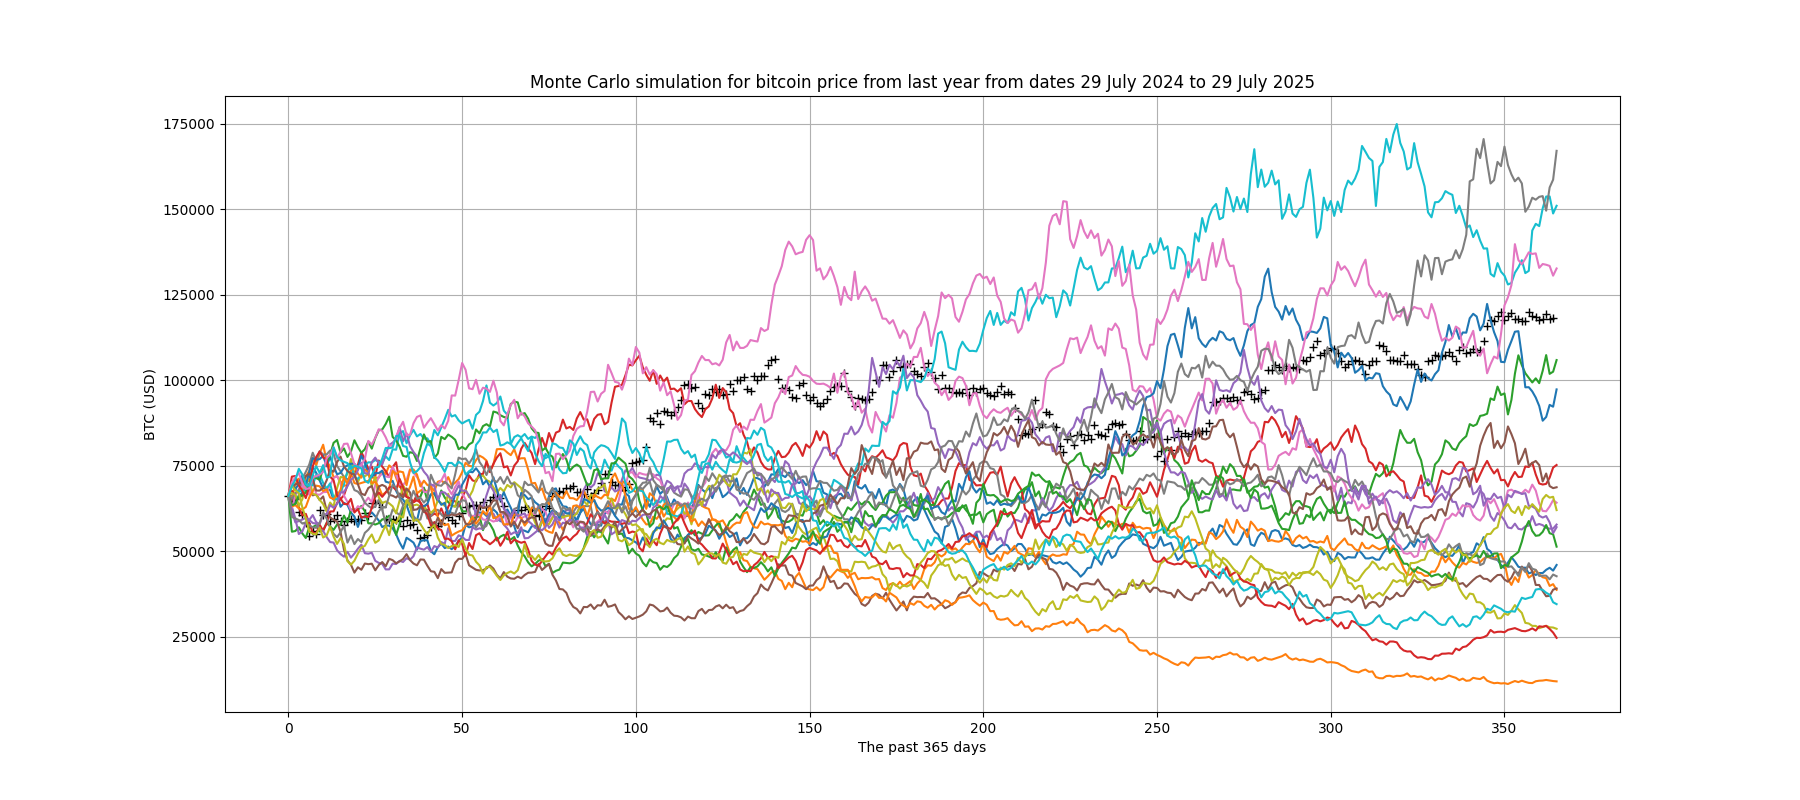 Monte Carlo simulation for bitcoin price from last year from dates 29 July 2024 to 29 July 2025
175000
150000
125000
100000
75000
50000
25000
BTC (USD)
0 50 100 150 200 250 300 350
The past 365 days